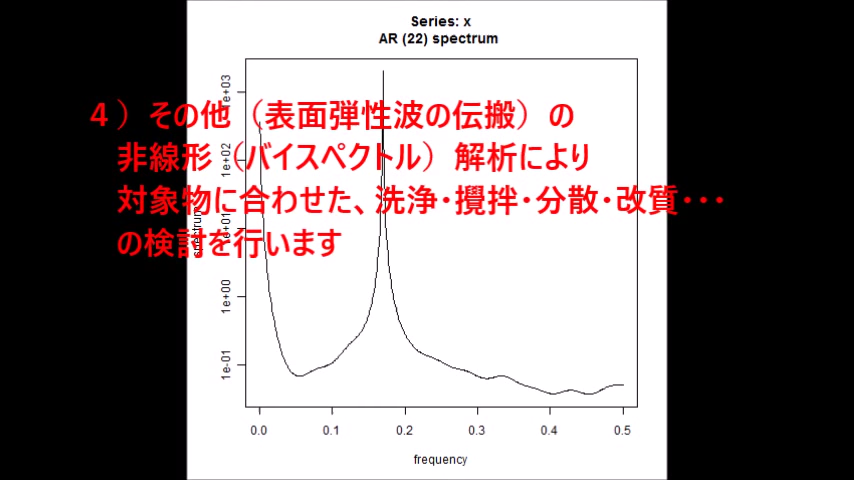 Series: x
AR (22) spectrum
4）その他（表面弾性波の伝搬）の
非線形（バイスペクトル）解析により
対象物に合わせた、洗浄・攪拌・分散・改質・・・
の検討を行います
spectrum
1e+03
1e+02
1e+01
1e+00
1e-01
0.0 0.1 0.2 0.3 0.4 0.5
frequency